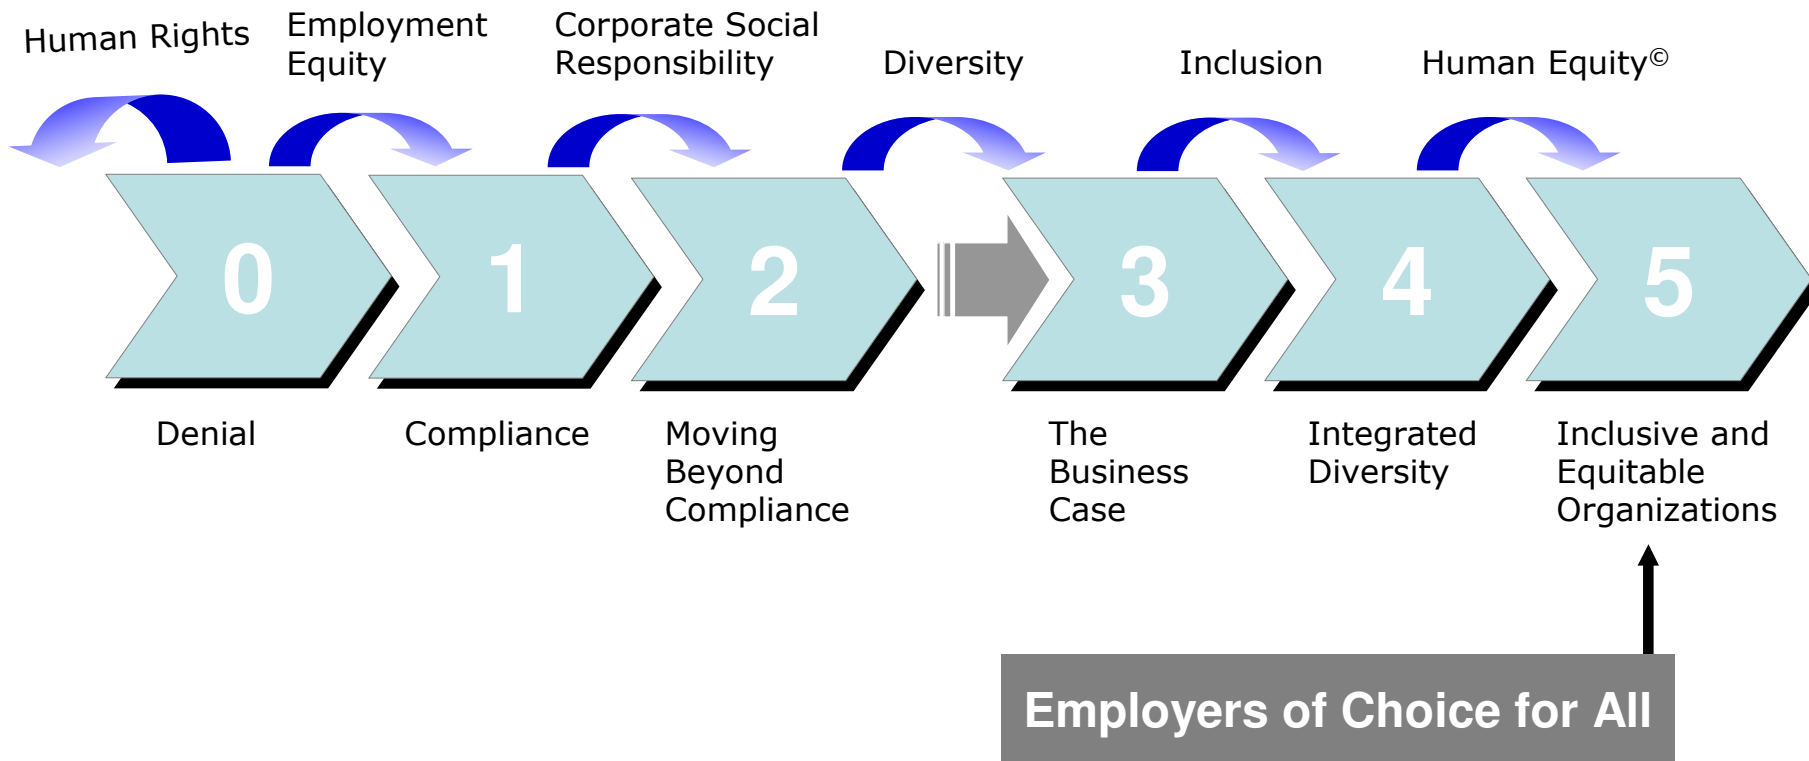 Human Rights
Employment
Equity
Corporate Social
Responsibility
Diversity
Inclusion
Human Equity©
0
1
2
3
4
5
Denial
Compliance
Moving
Beyond
Compliance
The
Business
Case
Integrated
Diversity
Inclusive and
Equitable
Organizations
Employers of Choice for All